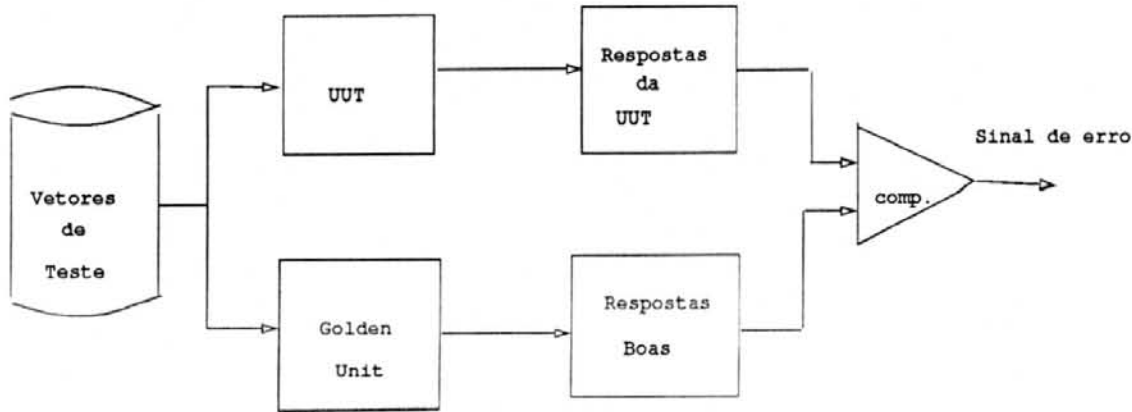 Vetores
de
Teste
UUT
Respostas
da
UUT
Golden
Unit
Respostas
Boas
comp.
Sinal de erro